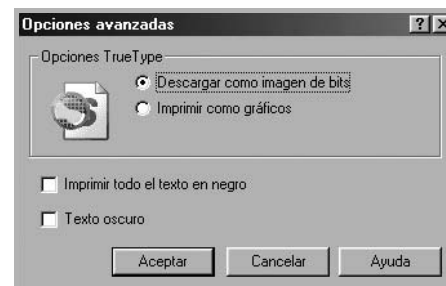 Opciones avanzadas
Opciones TrueType
Descargar como imagen de bits
Imprimir como gráficos
Imprimir todo el texto en negro
Texto oscuro
Aceptar Cancelar Ayuda